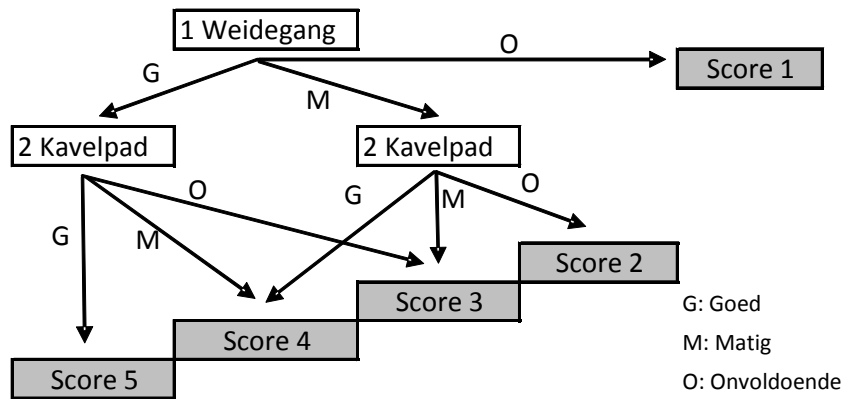 1 Weidegang
O
Score 1
G
M
2 Kavelpad
2 Kavelpad
G
M
O
G
M
O
Score 2
Score 3
Score 4
Score 5
G: Goed
M: Matig
O: Onvoldoende